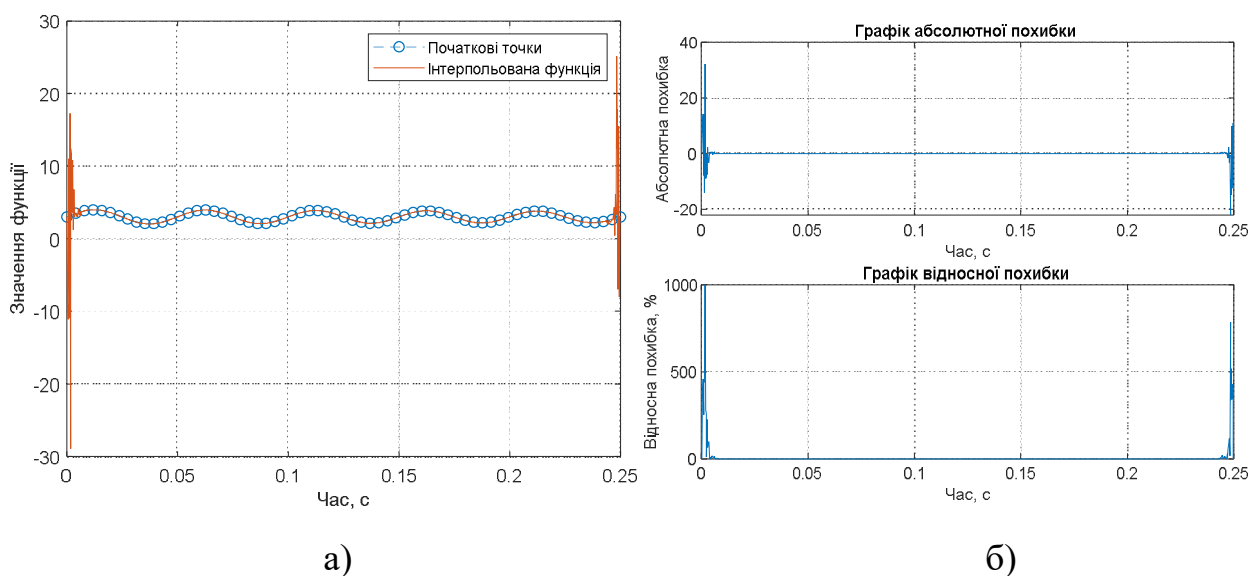 30
20
10
0
-10
-20
-30
0
0.05
0.1
0.15
0.2
0.25
Значення функції
Час, с
Початкові точки
Інтерпольована функція
а)
Графік абсолютної похибки
40
20
0
-20
0
0.05
0.1
0.15
0.2
0.25
Абсолютна похибка
Час, с
Графік відносної похибки
1000
500
0
0
0.05
0.1
0.15
0.2
0.25
Відносна похибка, %
Час, с
б)